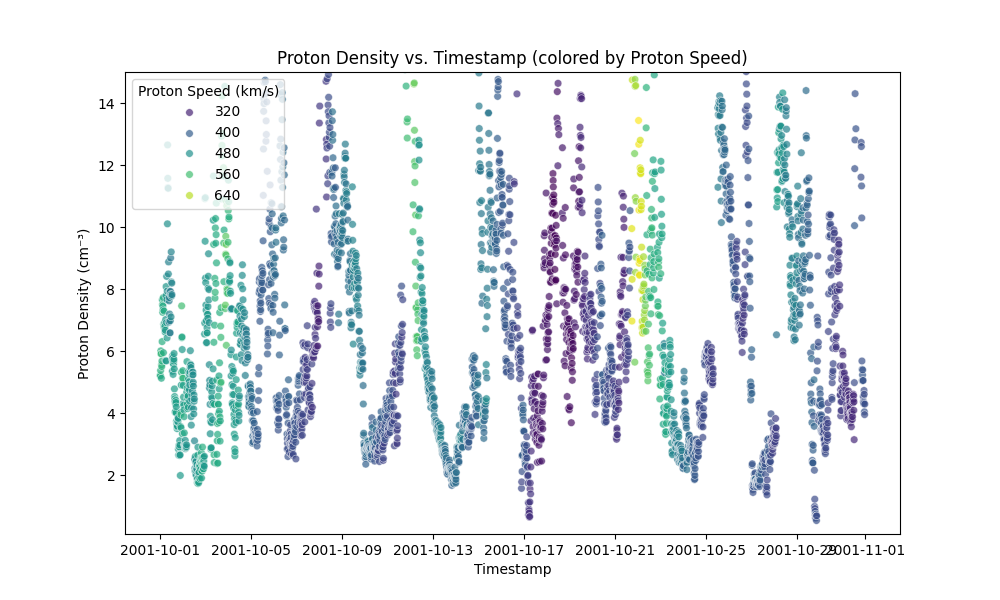 Proton Density vs. Timestamp (colored by Proton Speed)
Proton Speed (km/s)
320
400
480
560
640
14
12
10
8
6
4
2
Proton Density (cm⁻³)
2001-10-01 2001-10-05 2001-10-09 2001-10-13 2001-10-17 2001-10-21 2001-10-25 2001-10-29 2001-11-01
Timestamp